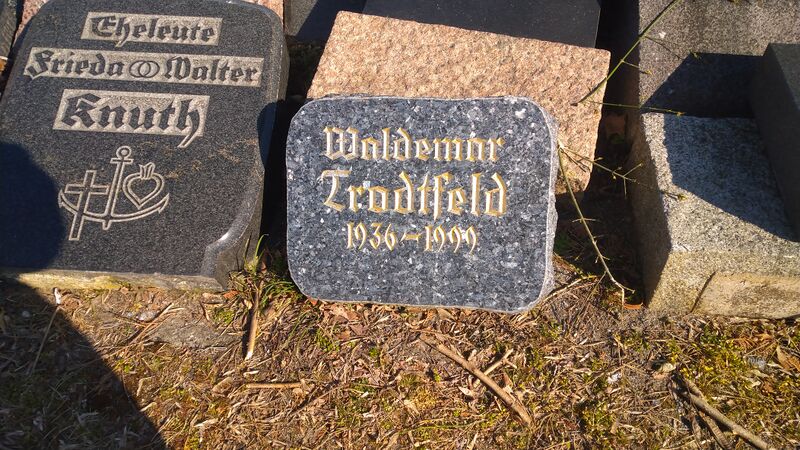 Eheleute
Frieda Walter
Knuth
Waldemar
Trodtfeld
1936-1999